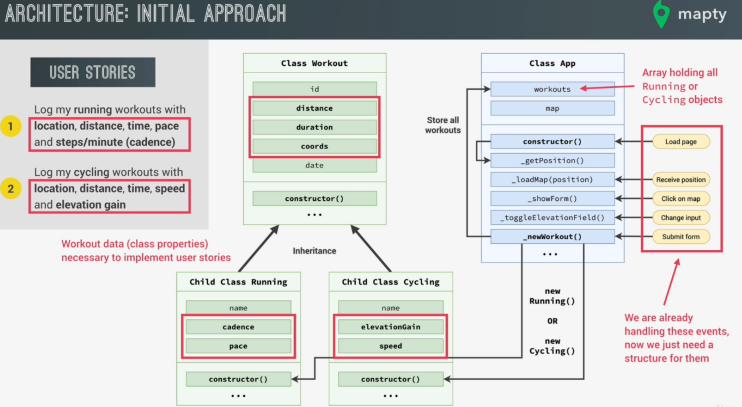 ARCHITECTURE: INITIAL APPROACH
mapty
USER STORIES
1
Log my running workouts with
location, distance, time, pace
and steps/minute (cadence)
2
Log my cycling workouts with
location, distance, time, speed
and elevation gain
Workout data (class properties)
necessary to implement user stories
Class Workout
id
distance
duration
coords
date
constructor()
...
Inheritance
Child Class Running
name
cadence
pace
constructor()
...
Child Class Cycling
name
elevationGain
speed
constructor()
...
Class App
workouts
map
constructor()
_getPosition()
_loadMap(position)
_showForm()
_toggleElevationField()
_newWorkout()
...
Store all
workouts
new
Running()
OR
new
Cycling()
Array holding all
Running or
Cycling objects
Load page
Receive position
Click on map
Change input
Submit form
We are already
handling these events,
now we just need a
structure for them